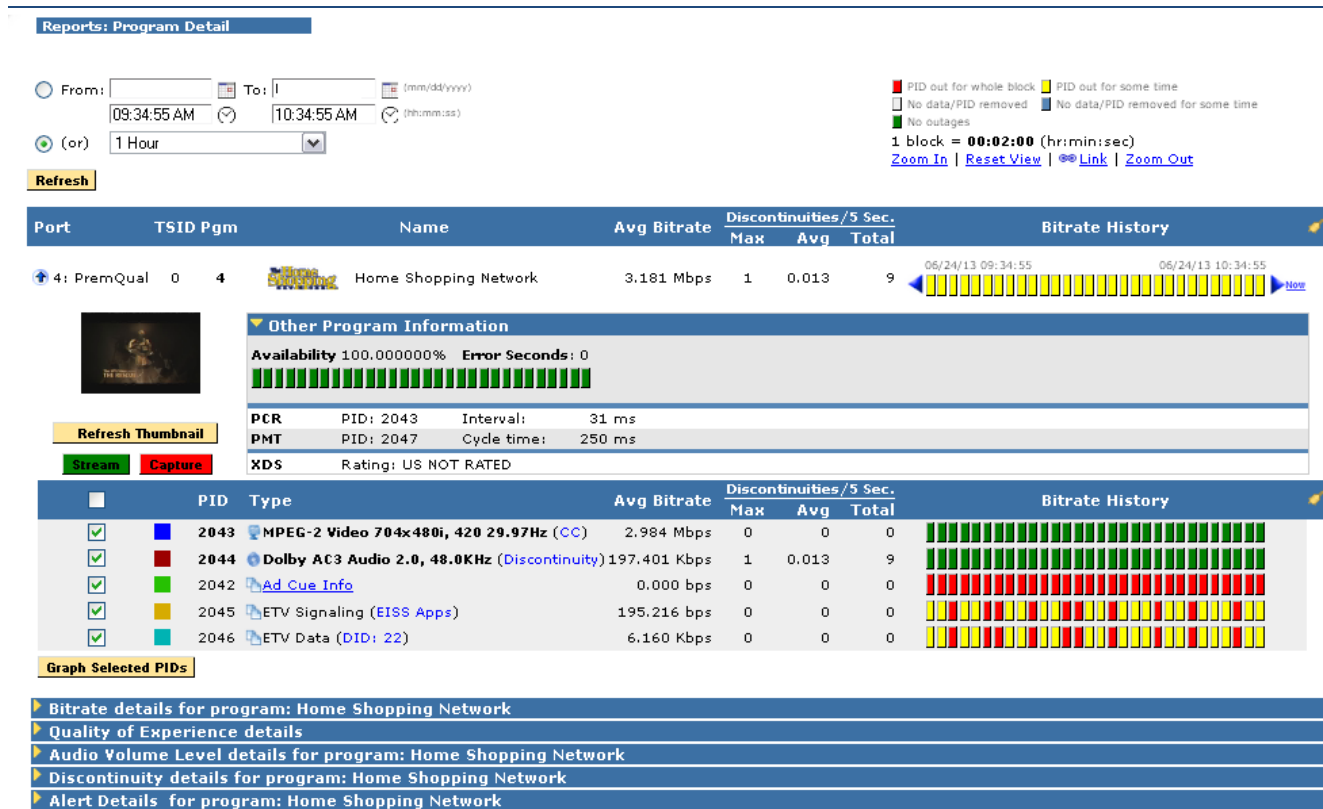 Reports: Program Detail
From: To: I (mm/dd/yyyy)
09:34:55 AM 10:34:55 AM (hh:mm:ss)
(or) 1 Hour
Refresh
PID out for whole block PID out for some time
No data/PID removed No data/PID removed for some time
No outages
1 block = 00:02:00 (hr:min:sec)
Zoom In | Reset View | Link | Zoom Out
Port TSID Pgm Name Avg Bitrate Discontinuities/5 Sec. Bitrate History
Max Avg Total
06/24/13 09:34:55 06/24/13 10:34:55
4: PremQual 0 4 Home Shopping Home Shopping Network 3.181 Mbps 1 0.013 9 Now
Other Program Information
Availability 100.000000% Error Seconds: 0
PCR PID: 2043 Interval: 31 ms
PMT PID: 2047 Cycle time: 250 ms
XDS Rating: US NOT RATED
Refresh Thumbnail
Stream Capture
PID Type Avg Bitrate Discontinuities/5 Sec. Bitrate History
Max Avg Total
2043 MPEG-2 Video 704x480i, 420 29.97Hz (CC) 2.984 Mbps 0 0 0
2044 Dolby AC3 Audio 2.0, 48.0KHz (Discontinuity) 197.401 Kbps 1 0.013 9
2042 Ad Cue Info 0.000 bps 0 0 0
2045 ETV Signaling (EISS Apps) 195.216 bps 0 0 0
2046 ETV Data (DID: 22) 6.160 Kbps 0 0 0
Graph Selected PIDs
Bitrate details for program: Home Shopping Network
Quality of Experience details
Audio Volume Level details for program: Home Shopping Network
Discontinuity details for program: Home Shopping Network
Alert Details for program: Home Shopping Network